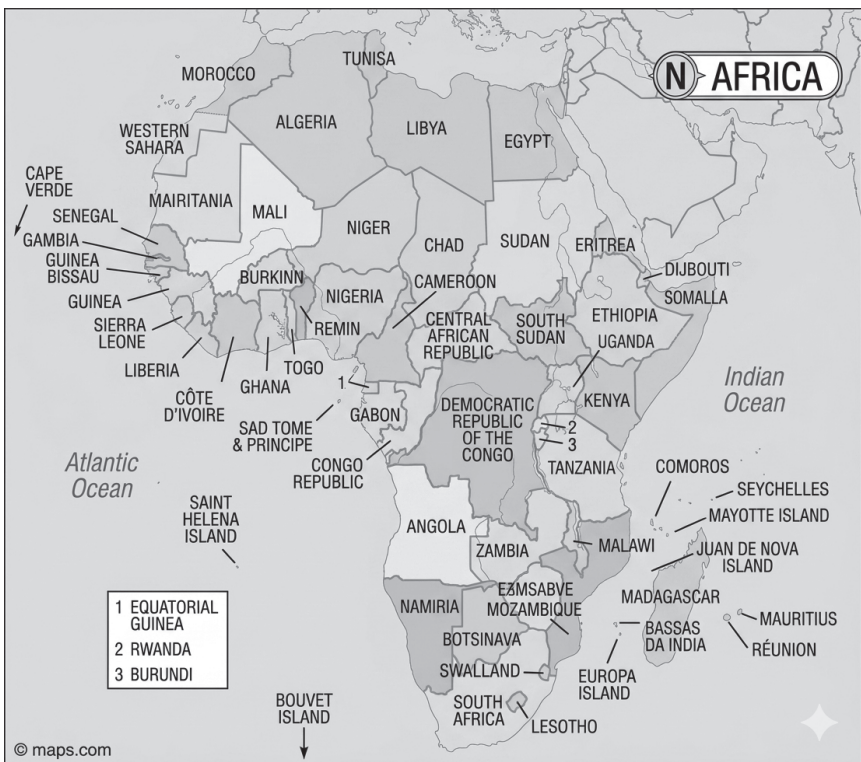 N AFRICA
TUNISA
MOROCCO
ALGERIA
LIBYA
EGYPT
WESTERN
SAHARA
CAPE
VERDE
MAIRITANIA
MALI
NIGER
CHAD
SUDAN
ERITREA
SENEGAL
GAMBIA
GUINEA
BISSAU
GUINEA
SIERRA
LEONE
LIBERIA
CÔTE
D'IVOIRE
BURKINN
GHANA
TOGO
REMIN
NIGERIA
CAMEROON
CENTRAL
AFRICAN
REPUBLIC
SOUTH
SUDAN
DIJBOUTI
SOMALLA
ETHIOPIA
UGANDA
KENYA
1
GABON
SAD TOME
& PRINCIPE
CONGO
REPUBLIC
DEMOCRATIC
REPUBLIC
OF THE
CONGO
2
3
TANZANIA
Indian
Ocean
Atlantic
Ocean
SAINT
HELENA
ISLAND
COMOROS
SEYCHELLES
MAYOTTE ISLAND
JUAN DE NOVA
ISLAND
ANGOLA
ZAMBIA
MALAWI
EƷMSABVE
MOZAMBIQUE
MADAGASCAR
MAURITIUS
RÉUNION
BASSAS
DA INDIA
EUROPA
ISLAND
NAMIRIA
BOTSINAVA
SWALLAND
SOUTH
AFRICA
LESOTHO
BOUVET
ISLAND
1 EQUATORIAL
GUINEA
2 RWANDA
3 BURUNDI
© maps.com